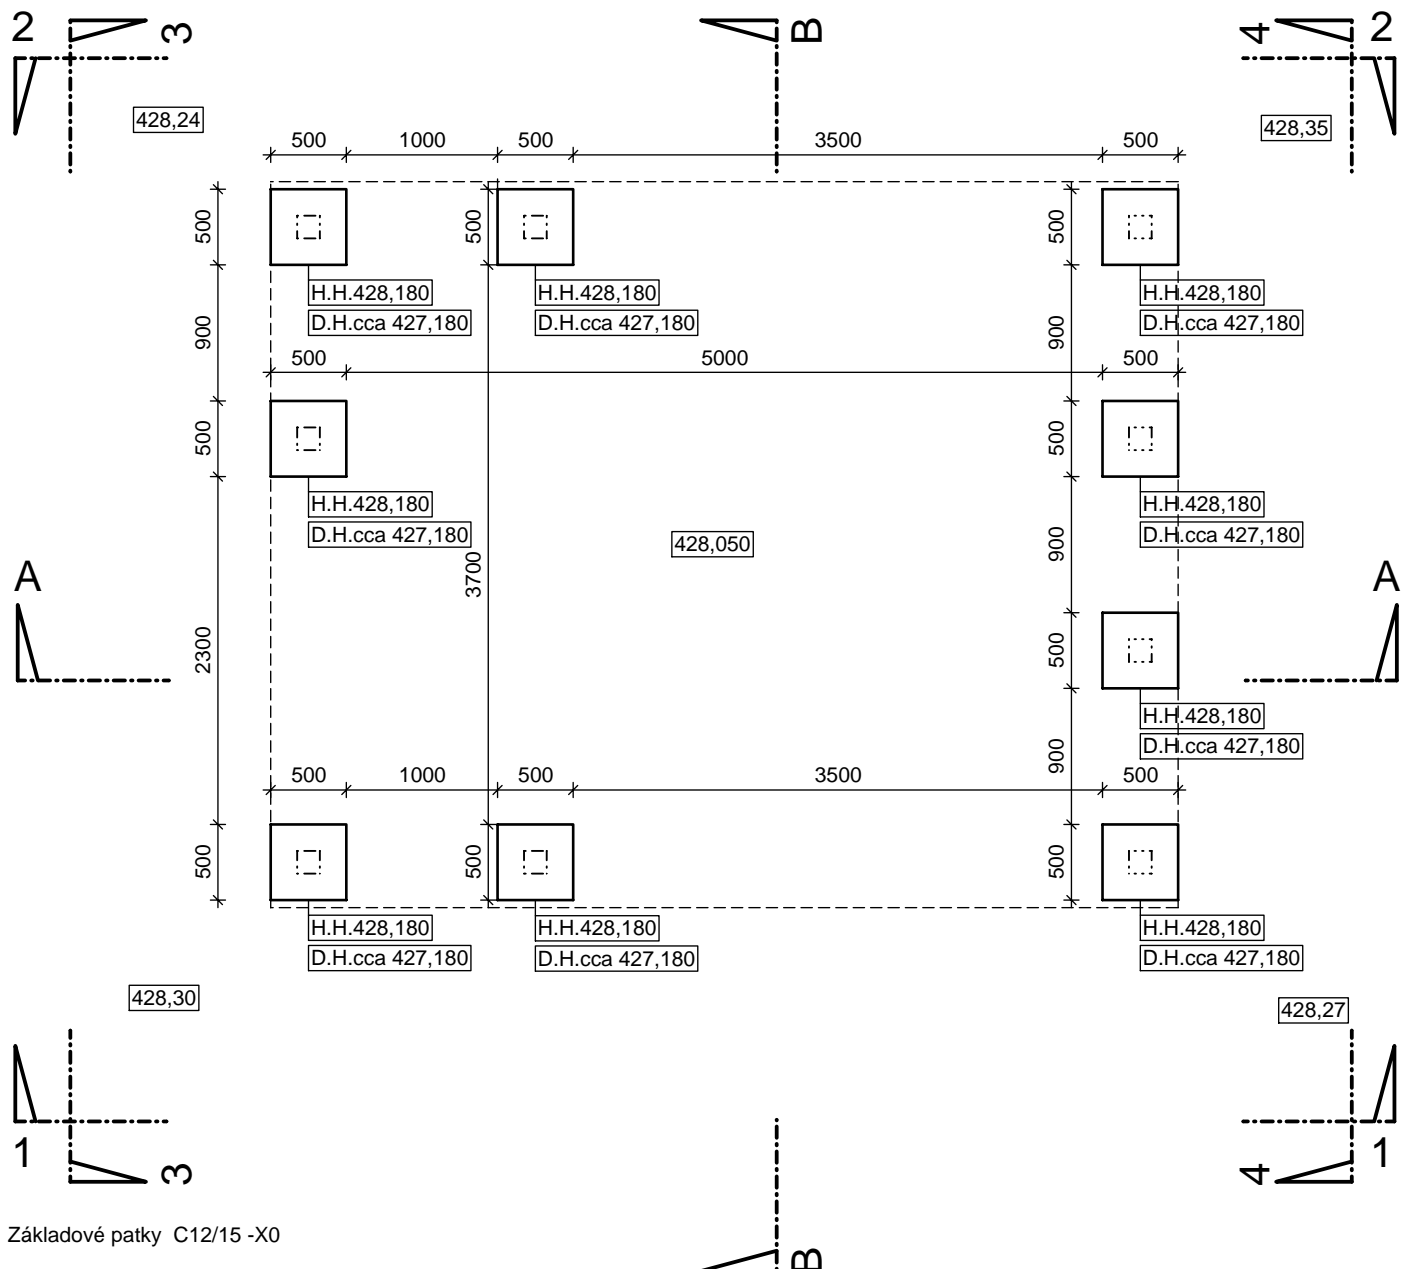 2 3 B 4 2
428,24 428,35
500 1000 500 3500 500
500 500 500
H.H.428,180 H.H.428,180 H.H.428,180
D.H.cca 427,180 D.H.cca 427,180 D.H.cca 427,180
900 900
500 5000 500
500 500
H.H.428,180 H.H.428,180
D.H.cca 427,180 D.H.cca 427,180
428,050
900
3700
A A
2300 500
H.H.428,180
D.H.cca 427,180
900
500 1000 500 3500 500
500 500 500
H.H.428,180 H.H.428,180 H.H.428,180
D.H.cca 427,180 D.H.cca 427,180 D.H.cca 427,180
428,30 428,27
1 3 4 1
Základové patky C12/15 -X0
B